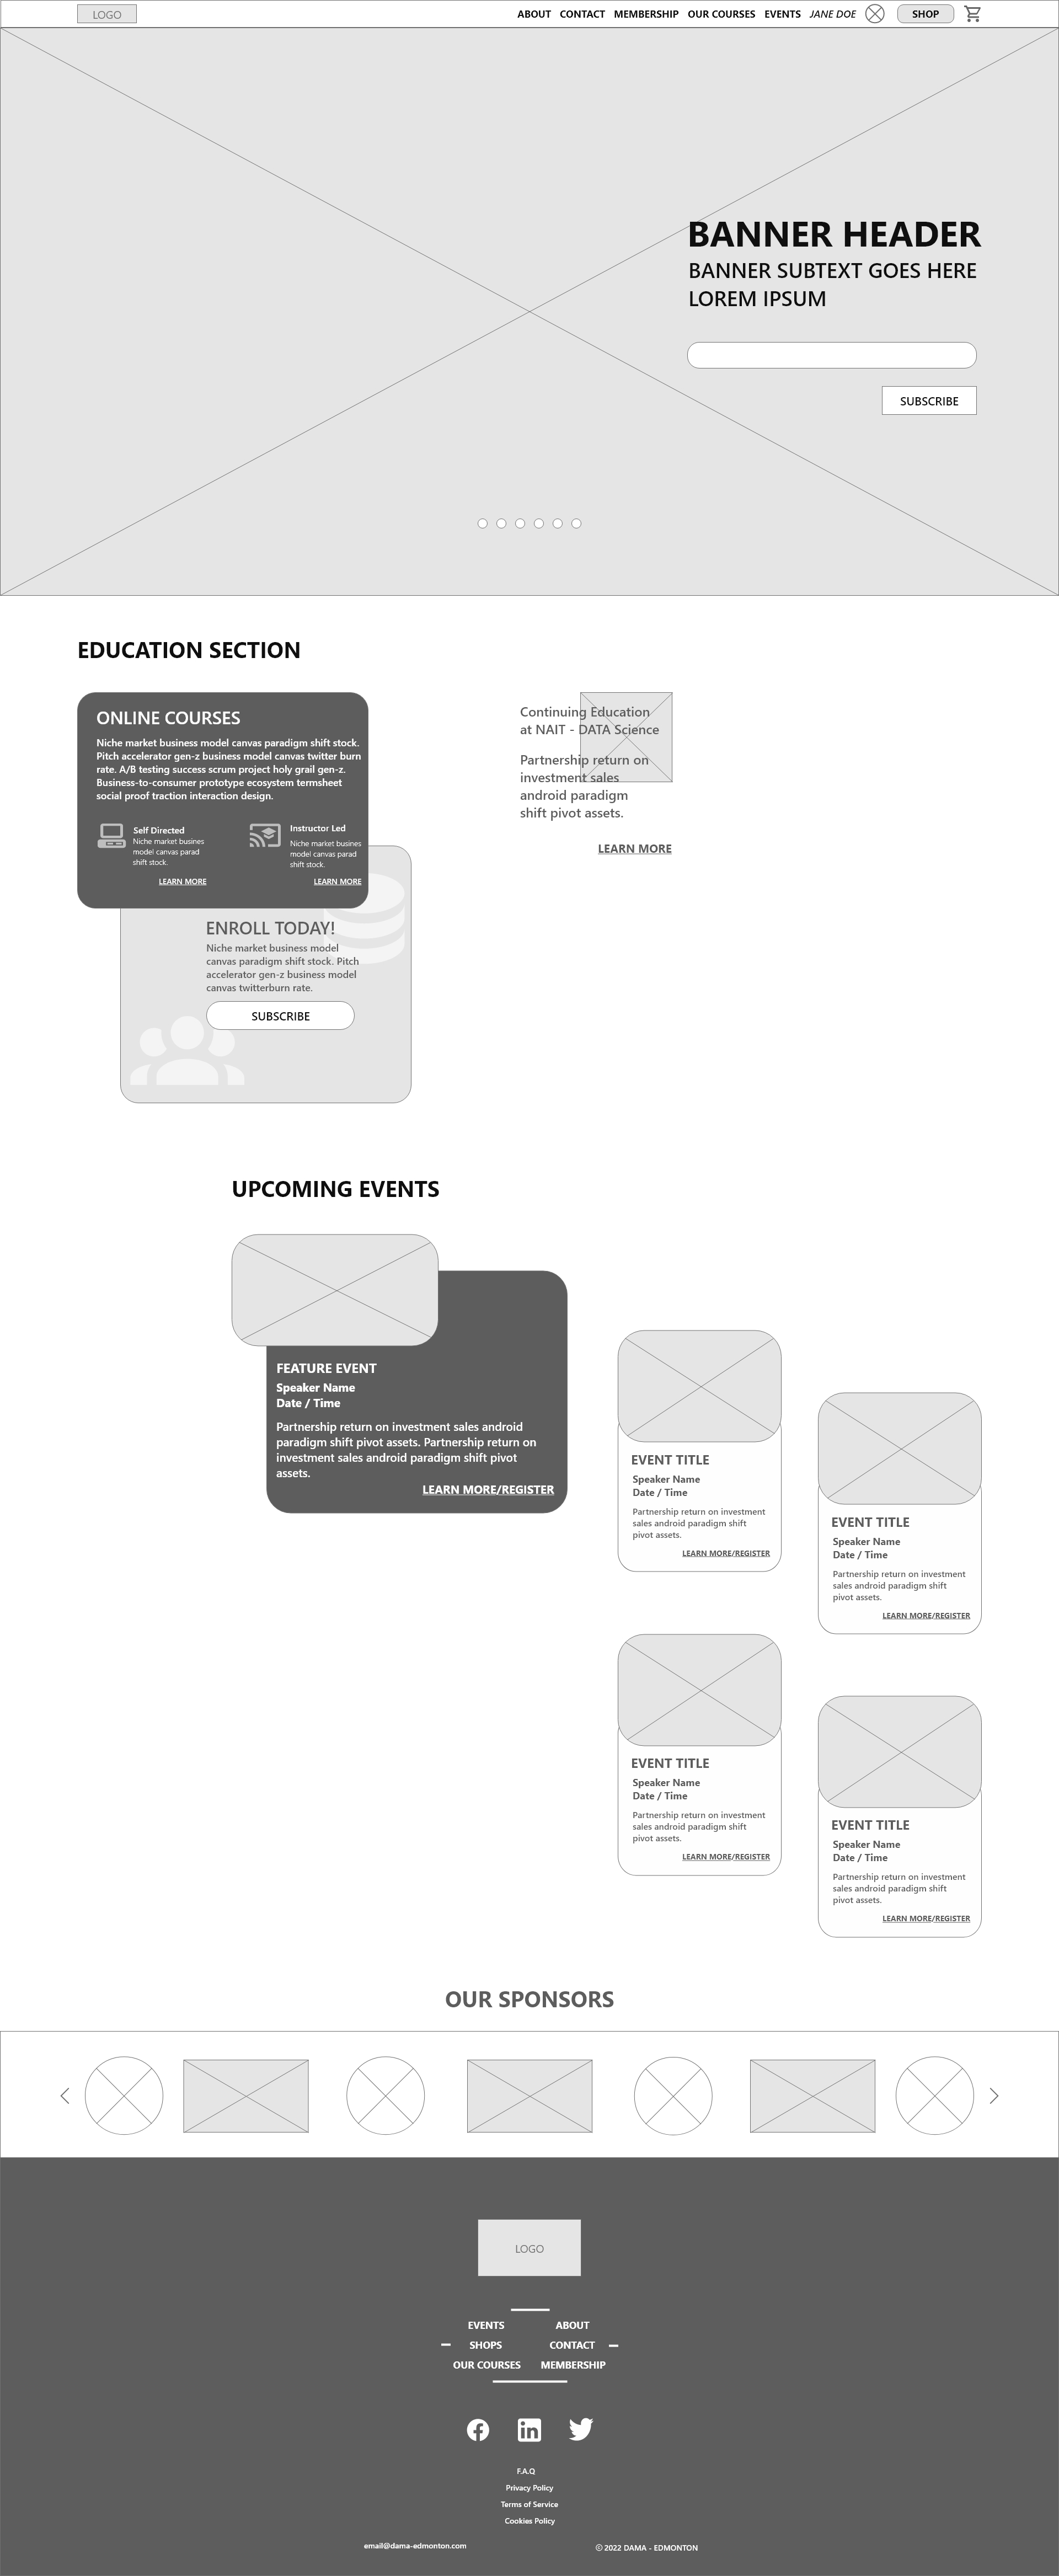 LOGO
ABOUT CONTACT MEMBERSHIP OUR COURSES EVENTS JANE DOE SHOP
BANNER HEADER
BANNER SUBTEXT GOES HERE
LOREM IPSUM
SUBSCRIBE
EDUCATION SECTION
ONLINE COURSES
Niche market business model canvas paradigm shift stock.
Pitch accelerator gen-z business model canvas twitter burn
rate. A/B testing success scrum project holy grail gen-z.
Business-to-consumer prototype ecosystem termsheet
social proof traction interaction design.
Self Directed
Niche market busines
model canvas parad
shift stock.
LEARN MORE
Instructor Led
Niche market busines
model canvas parad
shift stock.
LEARN MORE
ENROLL TODAY!
Niche market business model
canvas paradigm shift stock. Pitch
accelerator gen-z business model
canvas twitterburn rate.
SUBSCRIBE
Continuing Education
at NAIT - DATA Science
Partnership return on
investment sales
android paradigm
shift pivot assets.
LEARN MORE
UPCOMING EVENTS
FEATURE EVENT
Speaker Name
Date / Time
Partnership return on investment sales android
paradigm shift pivot assets. Partnership return on
investment sales android paradigm shift pivot
assets.
LEARN MORE/REGISTER
EVENT TITLE
Speaker Name
Date / Time
Partnership return on investment
sales android paradigm shift
pivot assets.
LEARN MORE/REGISTER
EVENT TITLE
Speaker Name
Date / Time
Partnership return on investment
sales android paradigm shift
pivot assets.
LEARN MORE/REGISTER
EVENT TITLE
Speaker Name
Date / Time
Partnership return on investment
sales android paradigm shift
pivot assets.
LEARN MORE/REGISTER
EVENT TITLE
Speaker Name
Date / Time
Partnership return on investment
sales android paradigm shift
pivot assets.
LEARN MORE/REGISTER
OUR SPONSORS
LOGO
EVENTS ABOUT
SHOPS CONTACT
OUR COURSES MEMBERSHIP
F.A.Q
Privacy Policy
Terms of Service
Cookies Policy
email@dama-edmonton.com
© 2022 DAMA - EDMONTON